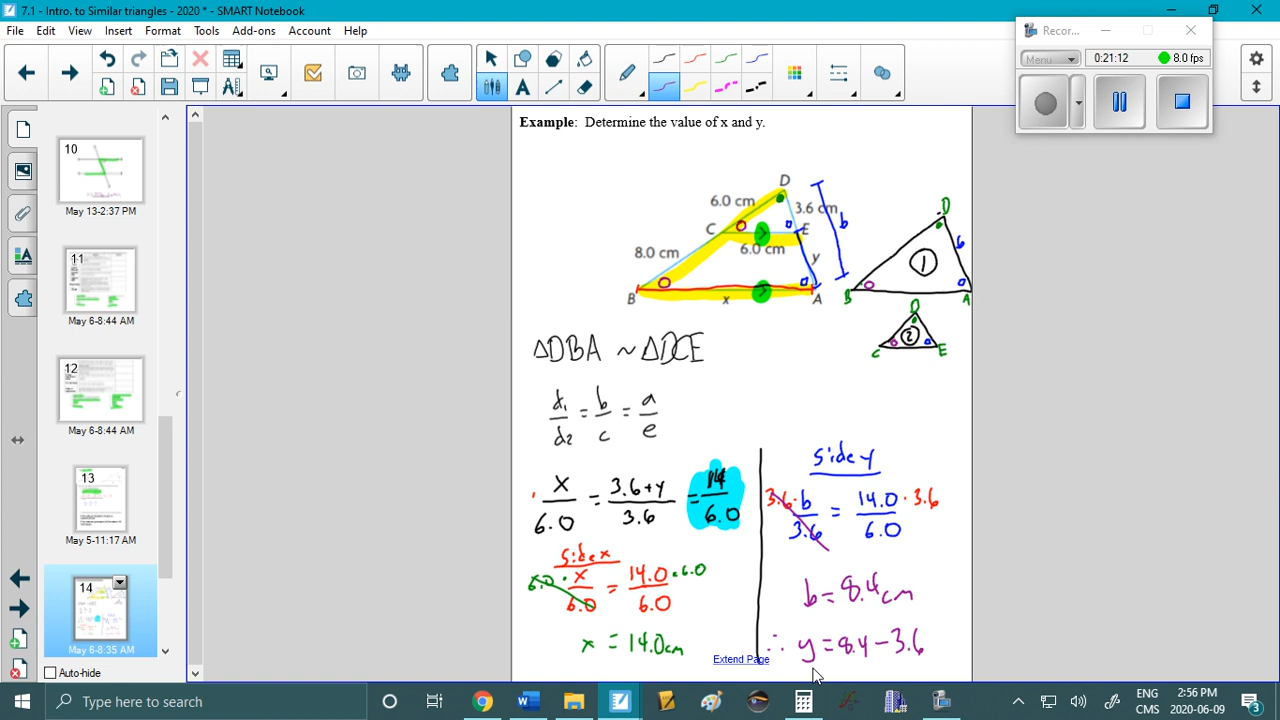 7.1 - Intro. to Similar triangles - 2020 * - SMART Notebook
File Edit View Insert Format Tools Add-ons Account Help
Recor...
Menu
0:21:12
8.0 fps
10
May 13-2:37 PM
11
May 6-8:44 AM
12
May 6-8:44 AM
13
May 5-11:17 AM
14
May 6-8:35 AM
Auto-hide
Example: Determine the value of x and y.
D
6.0 cm
3.6 cm
b
C
E
6.0 cm
8.0 cm
y
B
x
A
D
b
1
B
A
D
2
C
E
ΔDBA ~ ΔDCE
d1/d2 = b/c = a/e
x/6.0 = (3.6+y)/3.6 = 14/6.0
side x
6.0 · x/6.0 = 14.0/6.0 · 6.0
x = 14.0cm
side y
3.6 · b/3.6 = 14.0/6.0 · 3.6
b = 8.4cm
∴ y = 8.4 - 3.6
Extend Page
Type here to search
ENG
CMS
2:56 PM
2020-06-09
3